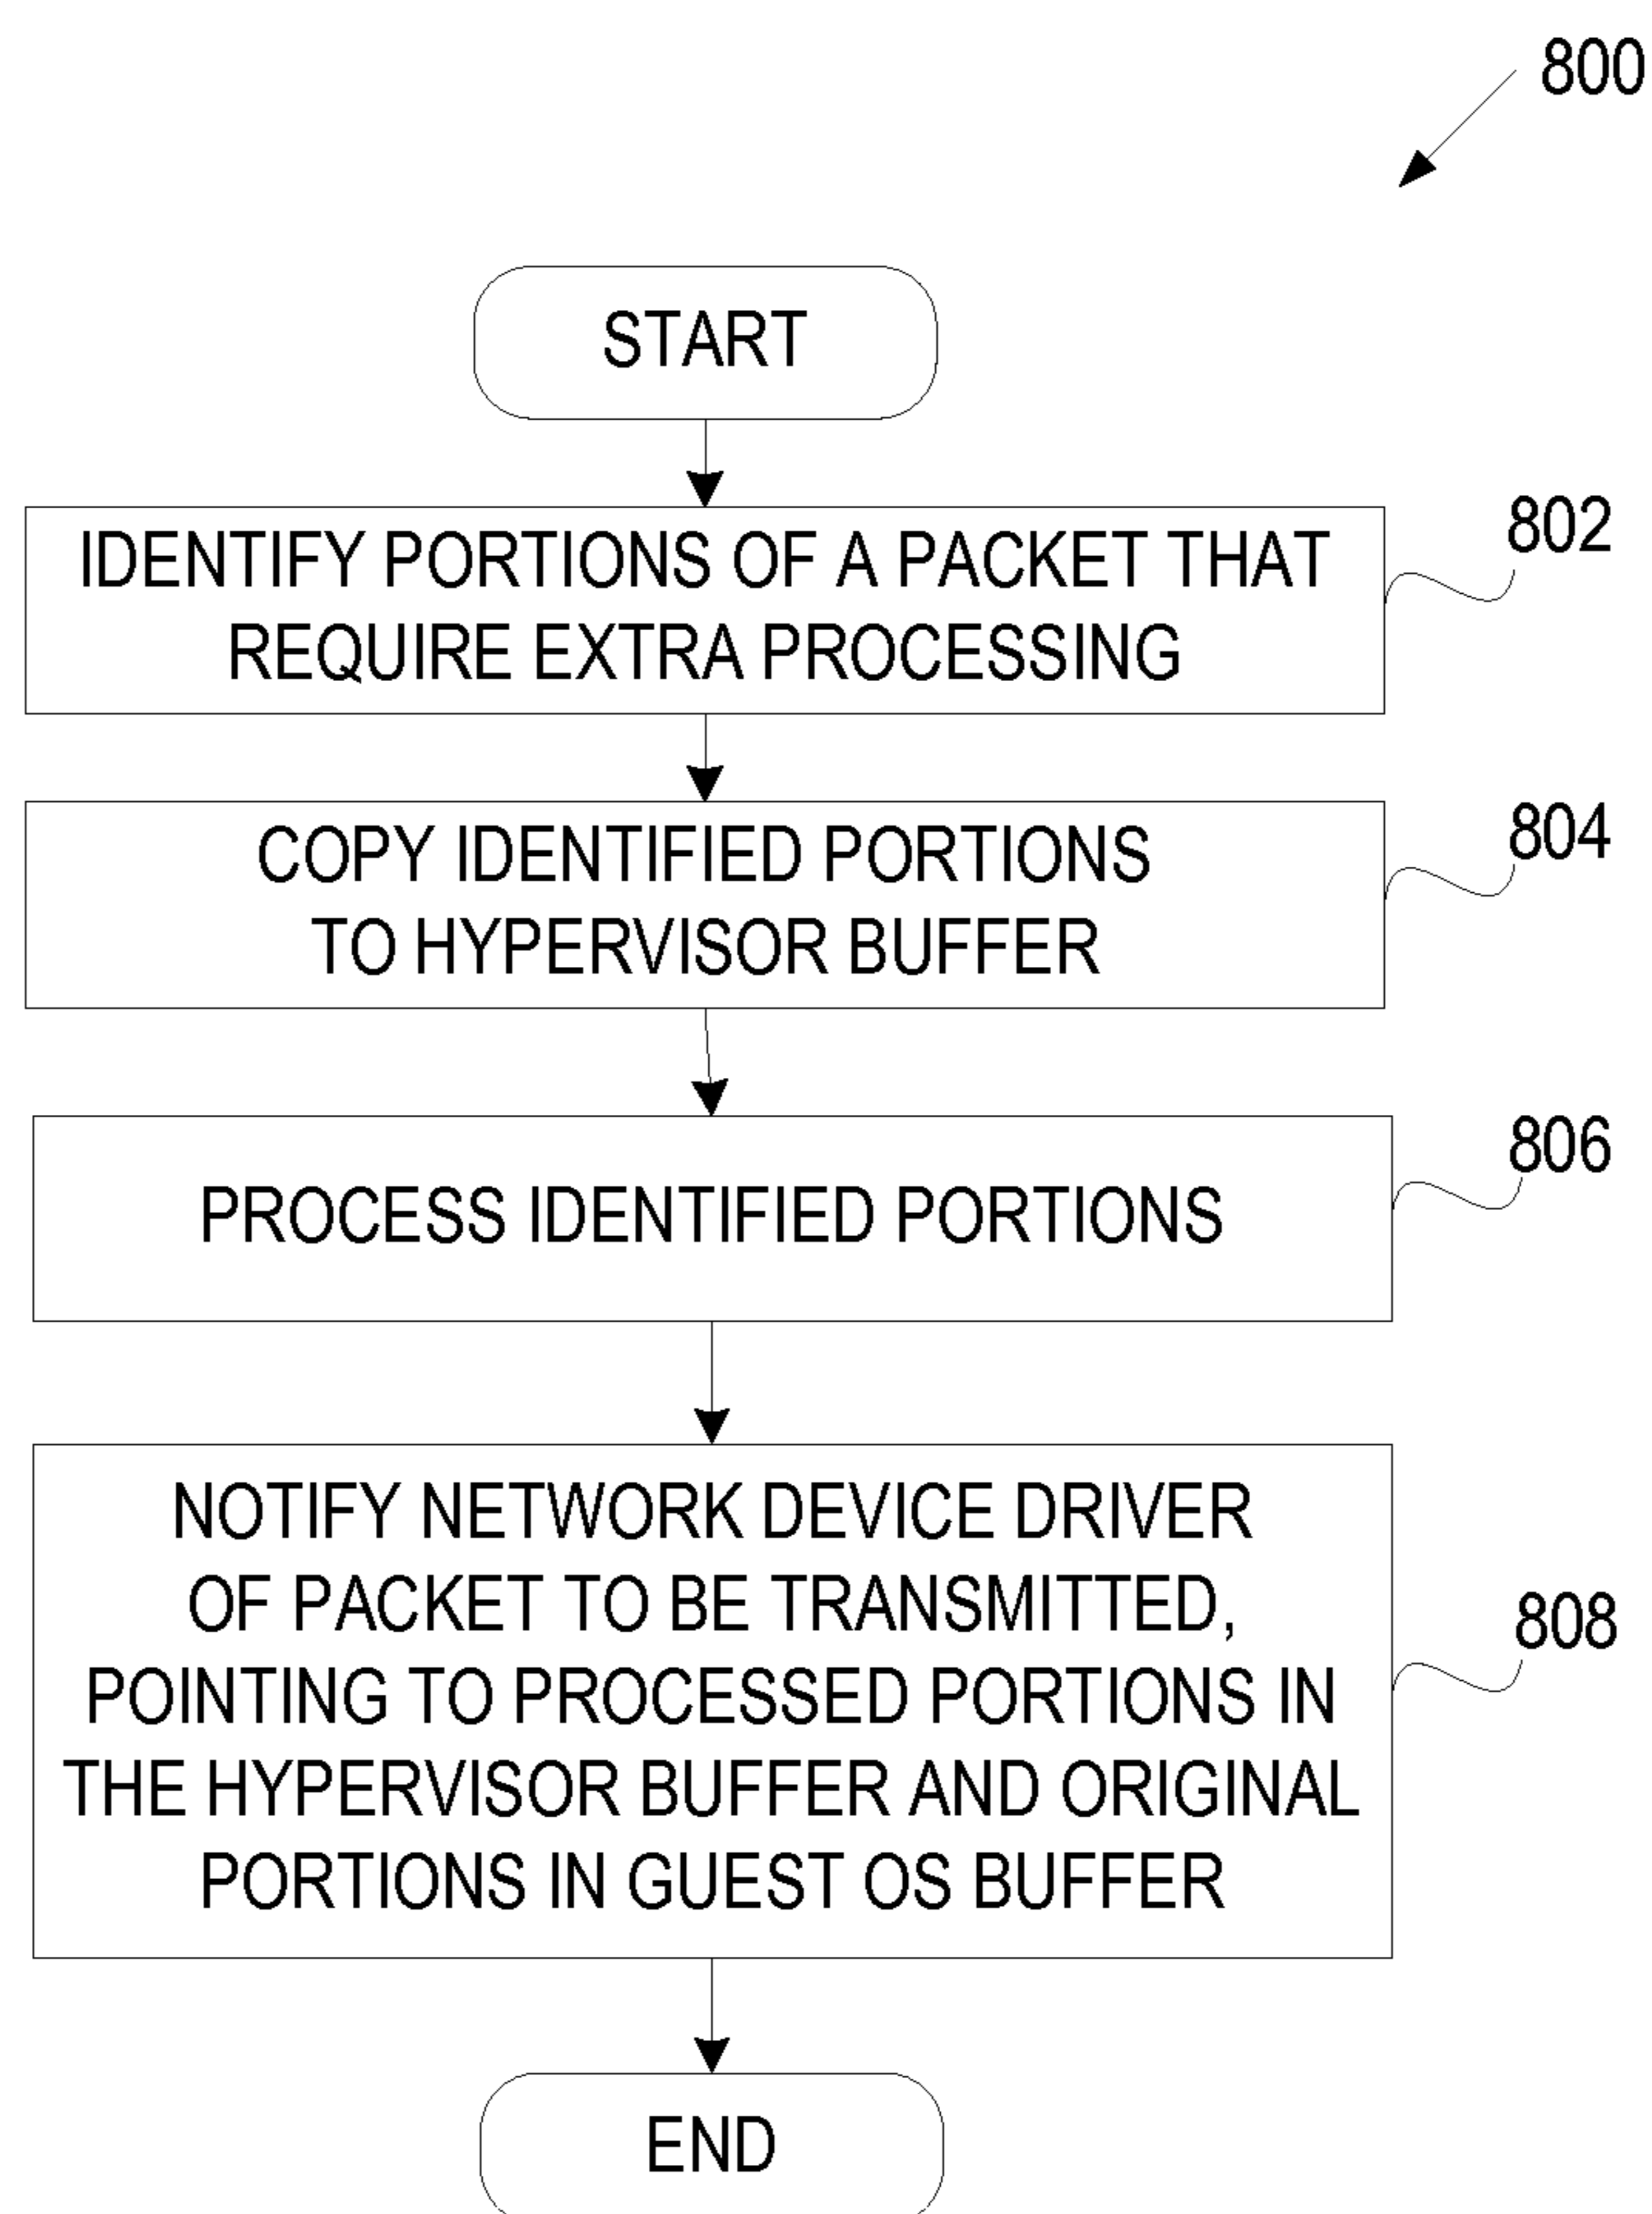 800
START
IDENTIFY PORTIONS OF A PACKET THAT
REQUIRE EXTRA PROCESSING
802
COPY IDENTIFIED PORTIONS
TO HYPERVISOR BUFFER
804
PROCESS IDENTIFIED PORTIONS
806
NOTIFY NETWORK DEVICE DRIVER
OF PACKET TO BE TRANSMITTED,
POINTING TO PROCESSED PORTIONS IN
THE HYPERVISOR BUFFER AND ORIGINAL
PORTIONS IN GUEST OS BUFFER
808
END